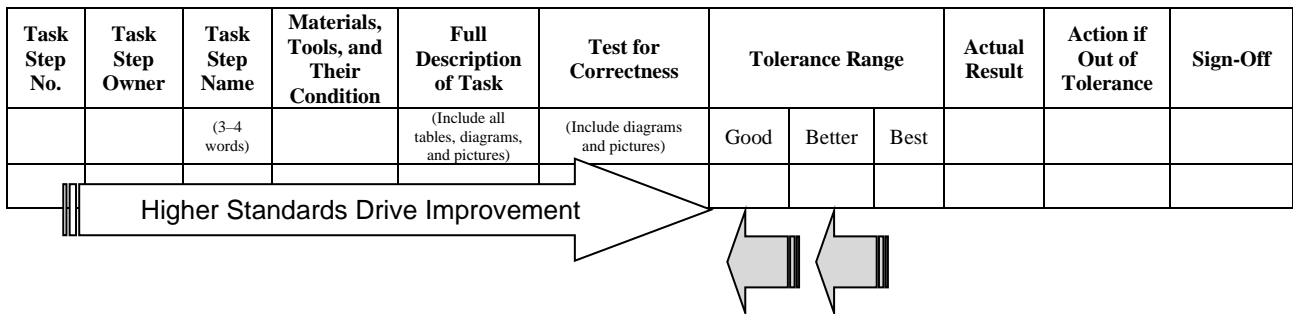 Task
Step
No.
Task
Step
Owner
Task
Step
Name
Materials,
Tools, and
Their
Condition
Full
Description
of Task
Test for
Correctness
Tolerance Range
Actual
Result
Action if
Out of
Tolerance
Sign-Off
(3–4
words)
(Include all
tables, diagrams,
and pictures)
(Include diagrams
and pictures)
Good
Better
Best
Higher Standards Drive Improvement